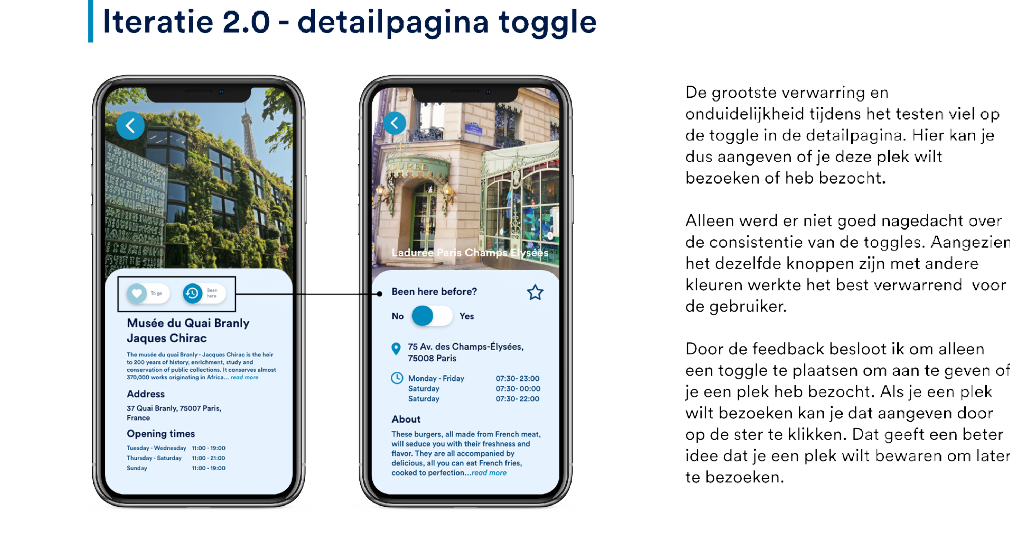 Iteratie 2.0 - detailpagina toggle
To go
Been
here
Musée du Quai Branly
Jaques Chirac
The musée du quai Branly - Jacques Chirac is the heir
to 200 years of history, enrichment, study and
conservation of public collections. It conserves almost
370,000 works originating in Africa... read more
Address
37 Quai Branly, 75007 Paris,
France
Opening times
Tuesday - Wednesday 11:00 - 19:00
Thursday - Saturday 11:00 - 21:00
Sunday 11:00 - 19:00
Ladurée Paris Champs Elysées
Been here before?
No Yes
75 Av. des Champs-Élysées,
75008 Paris
Monday - Friday 07:30- 23:00
Saturday 07:30- 00:00
Saturday 07:30- 22:00
About
These burgers, all made from French meat,
will seduce you with their freshness and
flavor. They are all accompanied by
delicious, all you can eat French fries,
cooked to perfection...read more
De grootste verwarring en
onduidelijkheid tijdens het testen viel op
de toggle in de detailpagina. Hier kan je
dus aangeven of je deze plek wilt
bezoeken of heb bezocht.
Alleen werd er niet goed nagedacht over
de consistentie van de toggles. Aangezien
het dezelfde knoppen zijn met andere
kleuren werkte het best verwarrend voor
de gebruiker.
Door de feedback besloot ik om alleen
een toggle te plaatsen om aan te geven of
je een plek heb bezocht. Als je een plek
wilt bezoeken kan je dat aangeven door
op de ster te klikken. Dat geeft een beter
idee dat je een plek wilt bewaren om later
te bezoeken.